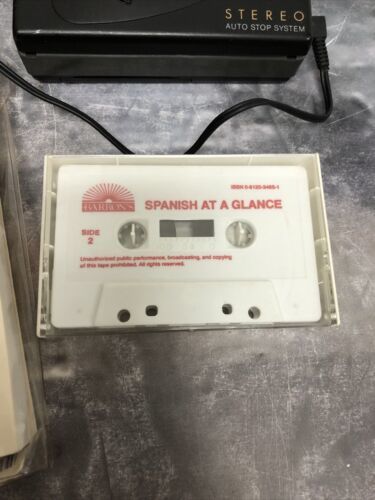 STEREO
AUTO STOP SYSTEM
BARRON'S
SPANISH AT A GLANCE
SIDE
2
Unauthorized public performance, broadcasting, and copying
of this tape prohibited. All rights reserved.